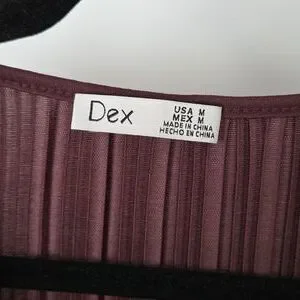 Dex
USA M
MEX M
MADE IN CHINA
HECHO EN CHINA